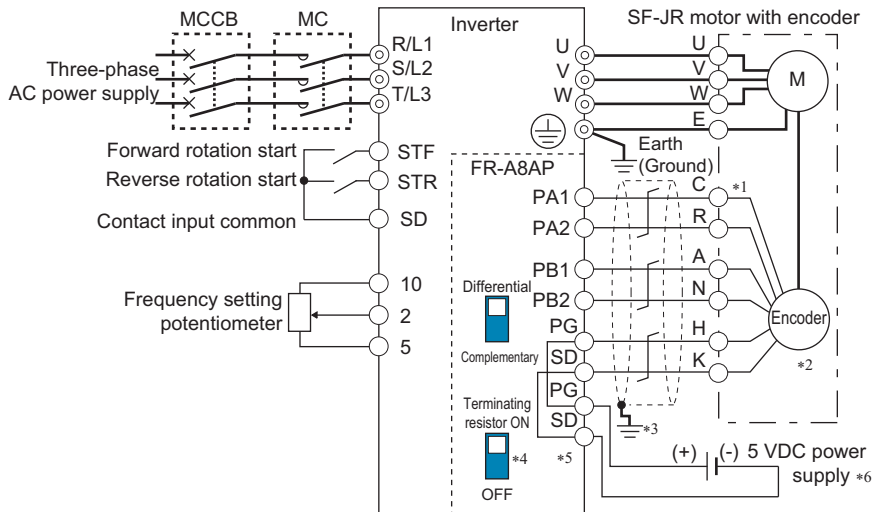 MCCB
MC
Inverter
SF-JR motor with encoder
Three-phase
AC power supply
R/L1
S/L2
T/L3
U
V
W
U
V
W
E
M
Earth
(Ground)
Forward rotation start
Reverse rotation start
Contact input common
STF
STR
SD
Frequency setting
potentiometer
10
2
5
FR-A8AP
PA1
PA2
PB1
PB2
PG
SD
PG
SD
Differential
Complementary
Terminating
resistor ON
*4
OFF
*5
C
*1
R
A
N
H
K
Encoder
*2
*3
(+)
(-)
5 VDC power
supply *6